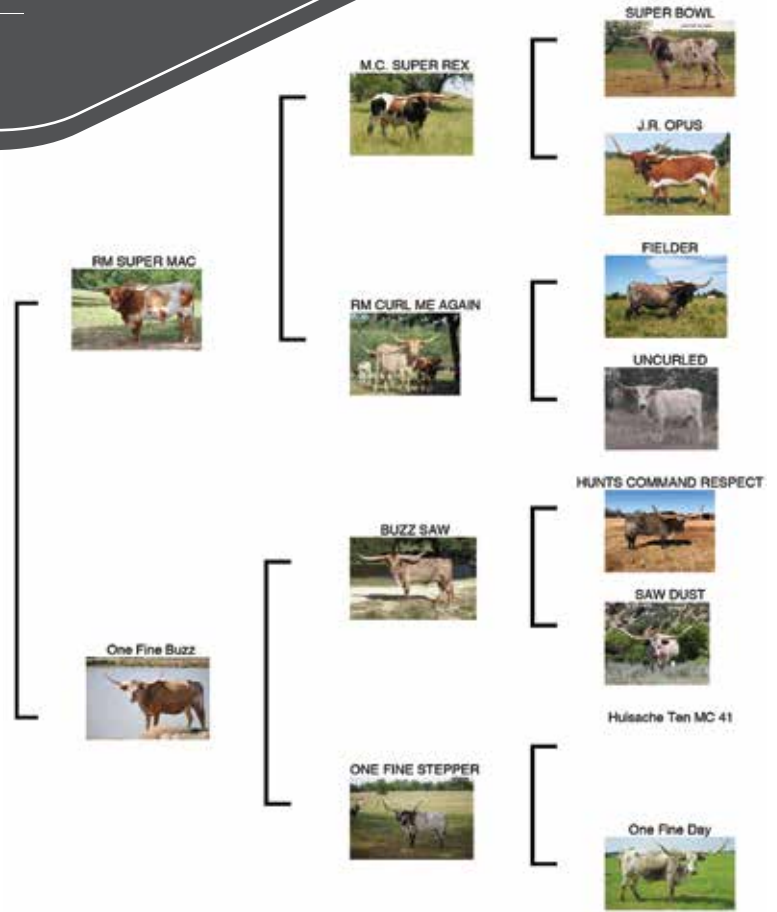 SUPER BOWL
M.C. SUPER REX
J.R. OPUS
RM SUPER MAC
FIELDER
RM CURL ME AGAIN
UNCURLED
HUNTS COMMAND RESPECT
BUZZ SAW
SAW DUST
One Fine Buzz
Huisache Ten MC 41
ONE FINE STEPPER
One Fine Day